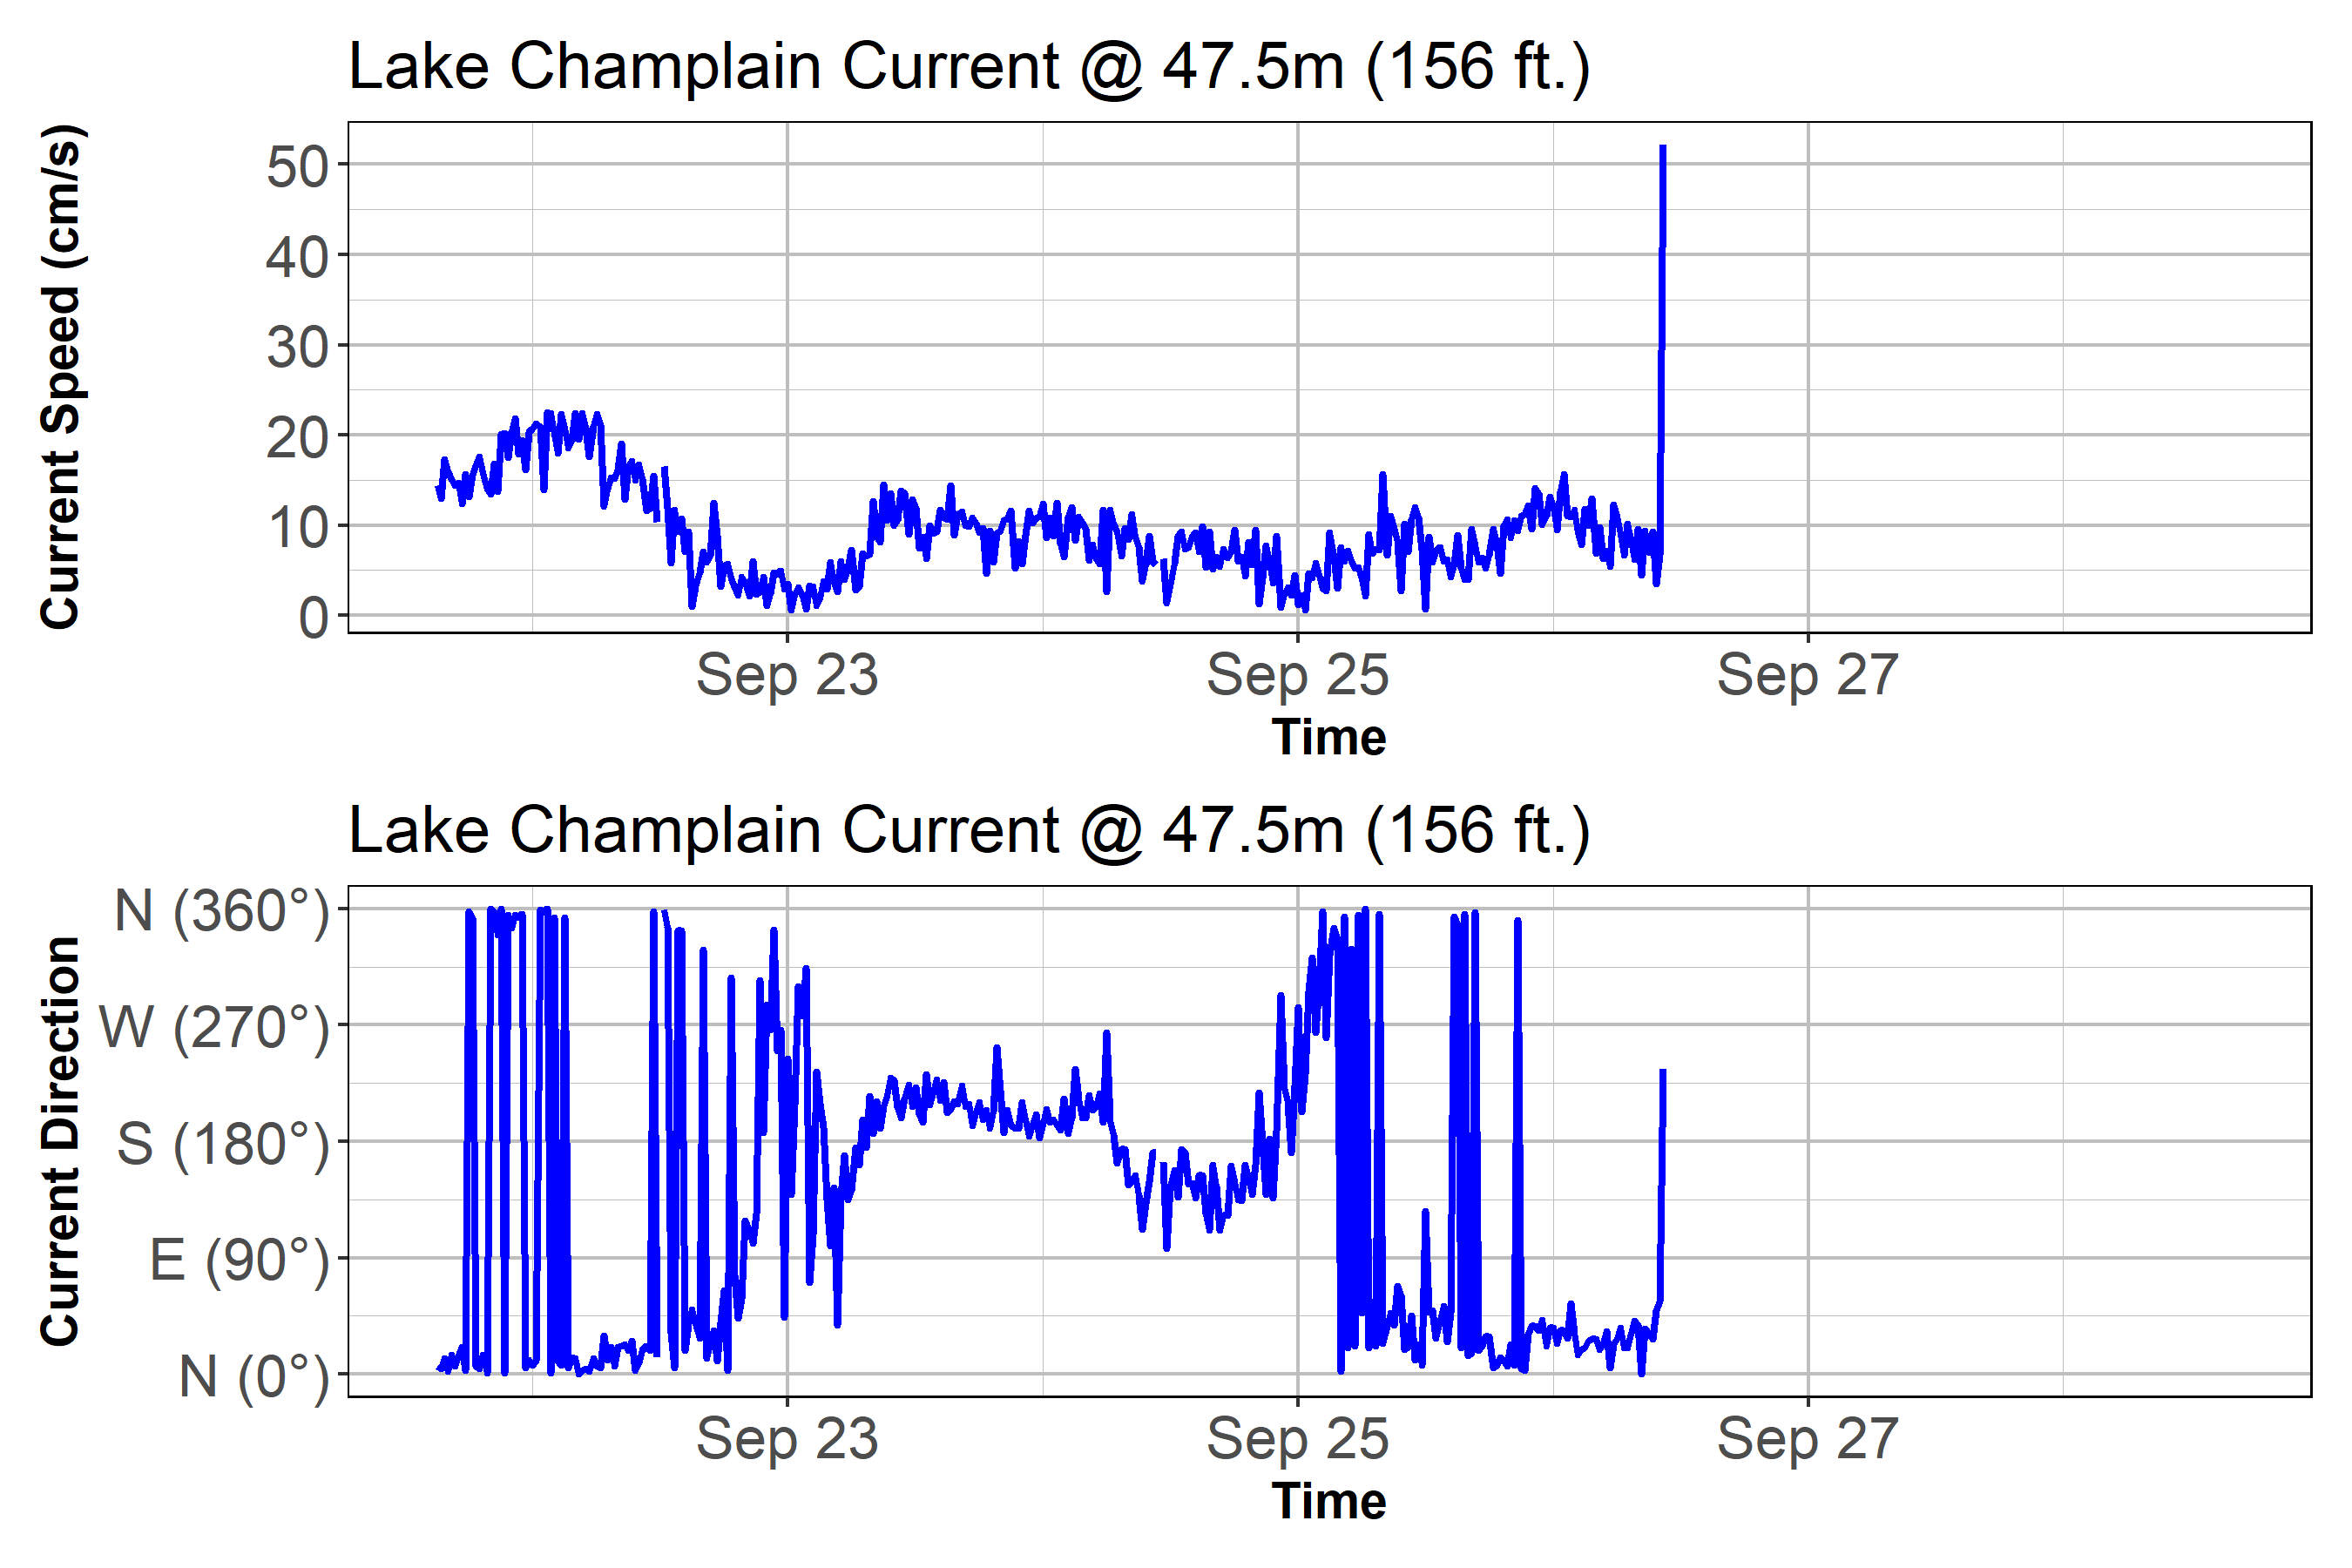 Lake Champlain Current @ 47.5m (156 ft.)
Current Speed (cm/s)
50
40
30
20
10
0
Sep 23 Sep 25 Sep 27
Time
Lake Champlain Current @ 47.5m (156 ft.)
Current Direction
N (360°)
W (270°)
S (180°)
E (90°)
N (0°)
Sep 23 Sep 25 Sep 27
Time